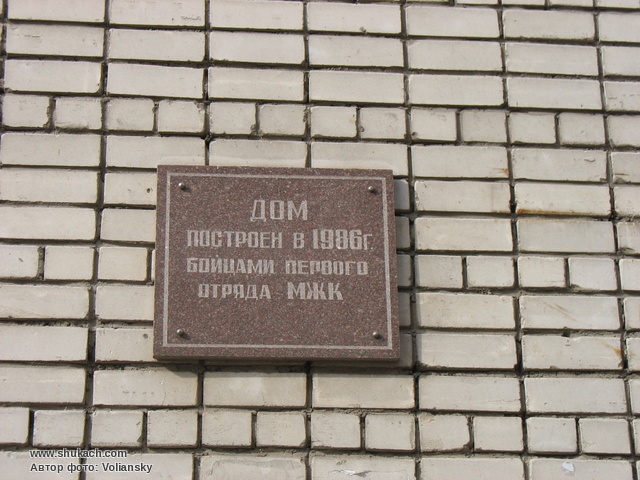 ДОМ
ПОСТРОЕН В 1986г.
БОЙЦАМИ ПЕРВОГО
ОТРЯДА МЖК
www.shukach.com
Автор фото: Voliansky